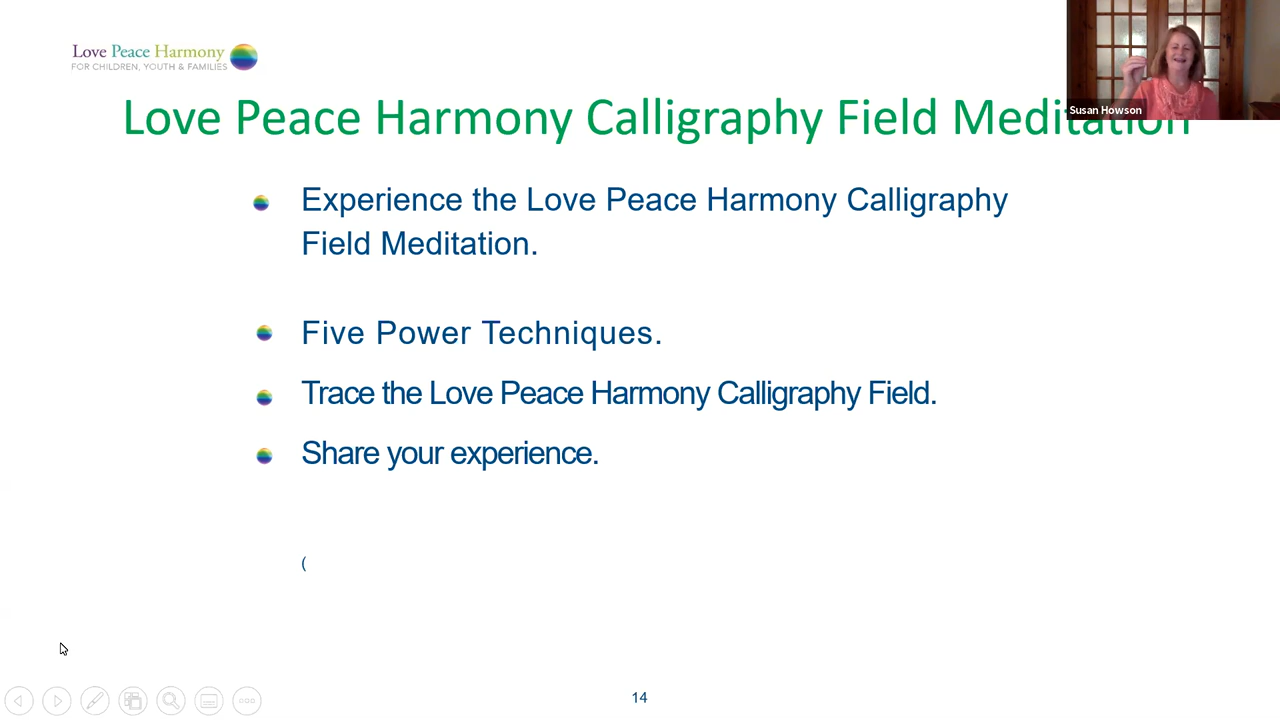 Love Peace Harmony
FOR CHILDREN, YOUTH & FAMILIES
Susan Howson
Love Peace Harmony Calligraphy Field Meditation
Experience the Love Peace Harmony Calligraphy
Field Meditation.
Five Power Techniques.
Trace the Love Peace Harmony Calligraphy Field.
Share your experience.
(
14